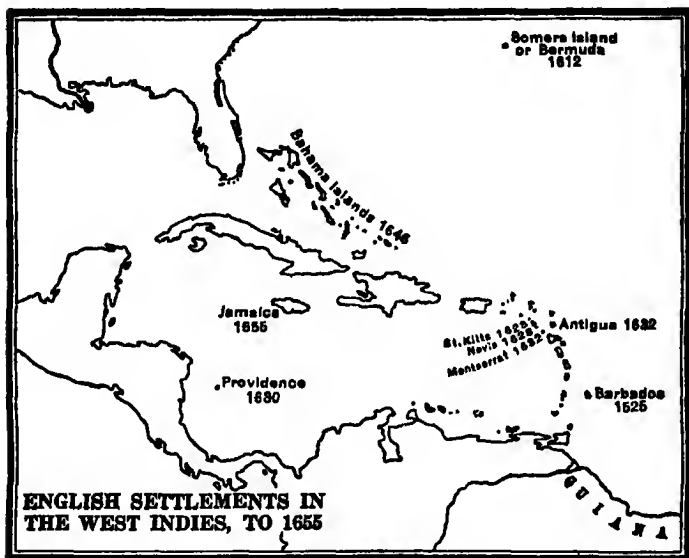 Somers Island
or Bermuda
1612
Bahama Islands 1646
Jamaica
1655
St. Kitts 1625
Nevis 1628
Montserrat 1632
Antigua 1632
Providence
1630
Barbados
1525
GUIANA
ENGLISH SETTLEMENTS IN
THE WEST INDIES, TO 1655